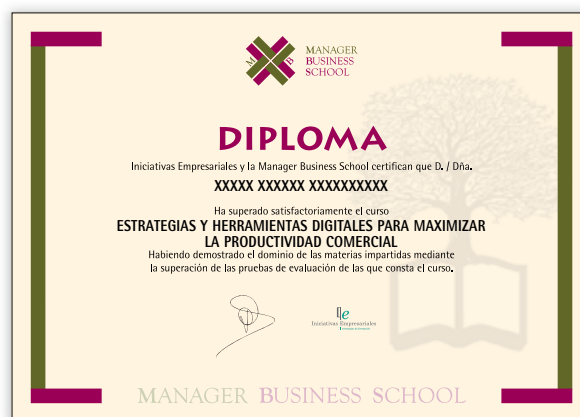 M B
MANAGER
BUSINESS
SCHOOL
DIPLOMA
Iniciativas Empresariales y la Manager Business School certifican que D. / Dña.
XXXXX XXXXXX XXXXXXXXXX
Ha superado satisfactoriamente el curso
ESTRATEGIAS Y HERRAMIENTAS DIGITALES PARA MAXIMIZAR
LA PRODUCTIVIDAD COMERCIAL
Habiendo demostrado el dominio de las materias impartidas mediante
la superación de las pruebas de evaluación de las que consta el curso.
Iniciativas Empresariales
MANAGER BUSINESS SCHOOL